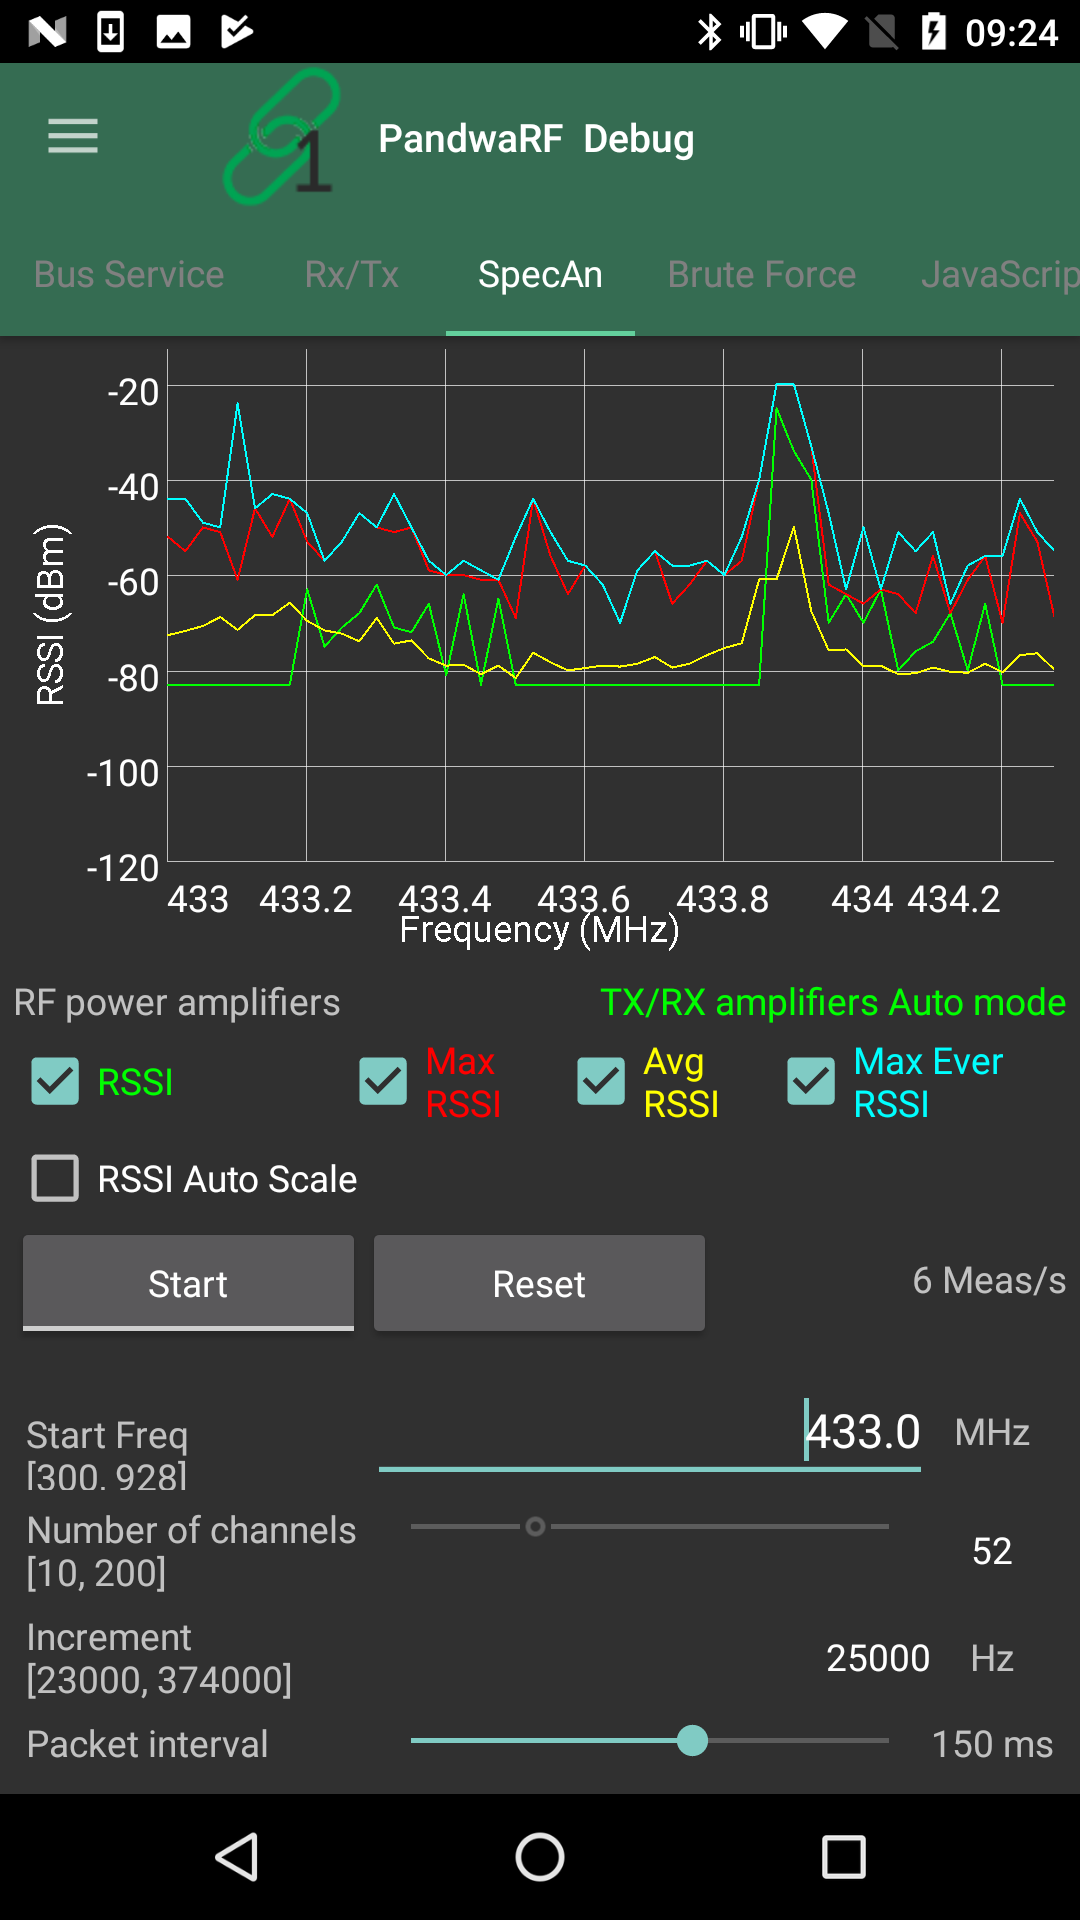 09:24
1
PandwaRF Debug
Bus Service Rx/Tx SpecAn Brute Force JavaScrip
-20
-40
-60
-80
-100
-120
RSSI (dBm)
433 433.2 433.4 433.6 433.8 434 434.2
Frequency (MHz)
RF power amplifiers TX/RX amplifiers Auto mode
RSSI
Max
RSSI
Avg
RSSI
Max Ever
RSSI
RSSI Auto Scale
Start Reset 6 Meas/s
Start Freq
[300, 928]
433.0 MHz
Number of channels
[10, 200]
52
Increment
[23000, 374000]
25000 Hz
Packet interval 150 ms